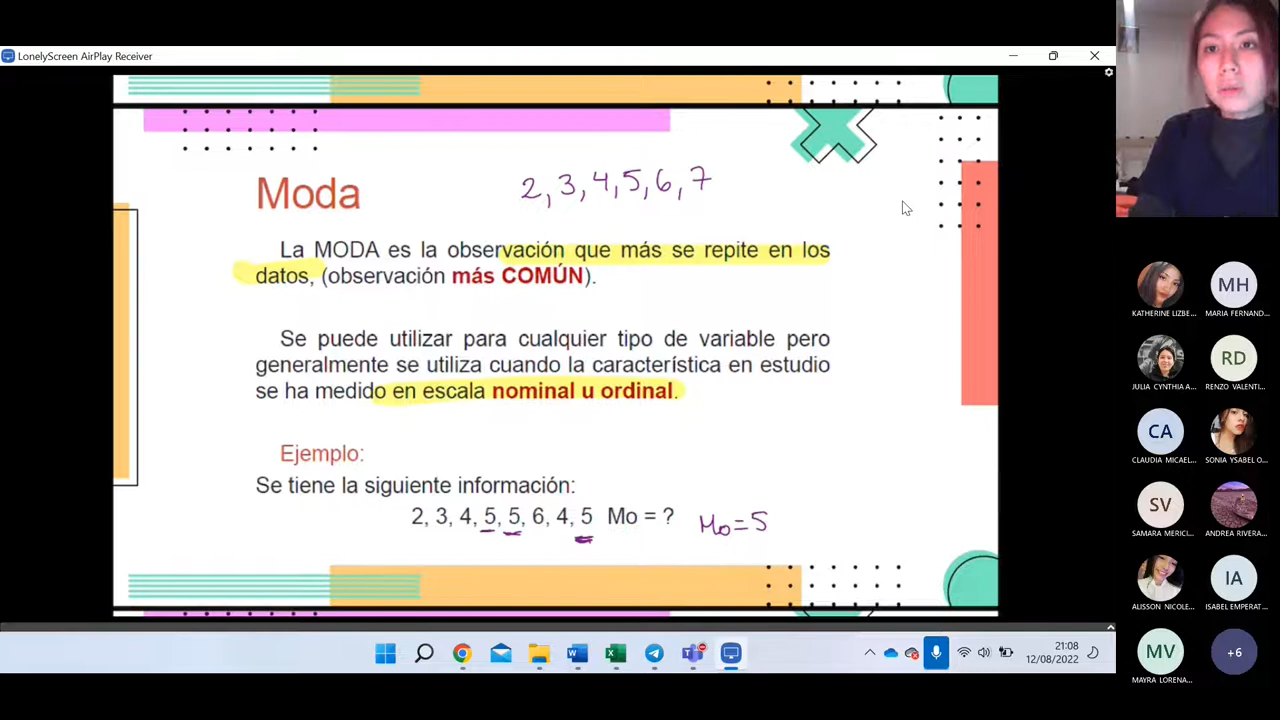 LonelyScreen AirPlay Receiver
Moda
2, 3, 4, 5, 6, 7
La MODA es la observación que más se repite en los
datos, (observación más COMÚN).
Se puede utilizar para cualquier tipo de variable pero
generalmente se utiliza cuando la característica en estudio
se ha medido en escala nominal u ordinal.
Ejemplo:
Se tiene la siguiente información:
2, 3, 4, 5, 5, 6, 4, 5 Mo = ? Mo = 5
KATHERINE LIZBE...
MH
MARIA FERNAND...
JULIA CYNTHIA A...
RD
RENZO VALENTI...
CA
CLAUDIA MICAEL...
SONIA YSABEL O...
SV
SAMARA MERICI...
ANDREA RIVERA...
ALISSON NICOLE...
IA
ISABEL EMPERAT...
MV
MAYRA LORENA...
+6
21:08
12/08/2022